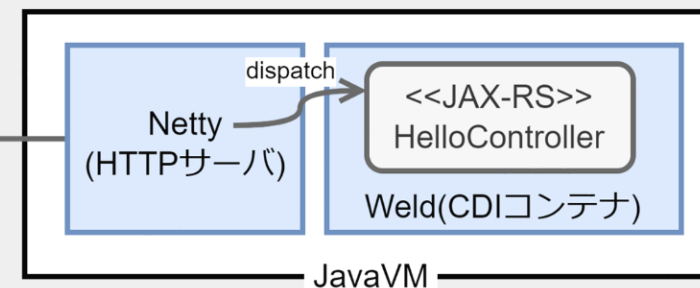 dispatch
Netty
(HTTPサーバ)
<<JAX-RS>>
HelloController
Weld(CDIコンテナ)
JavaVM